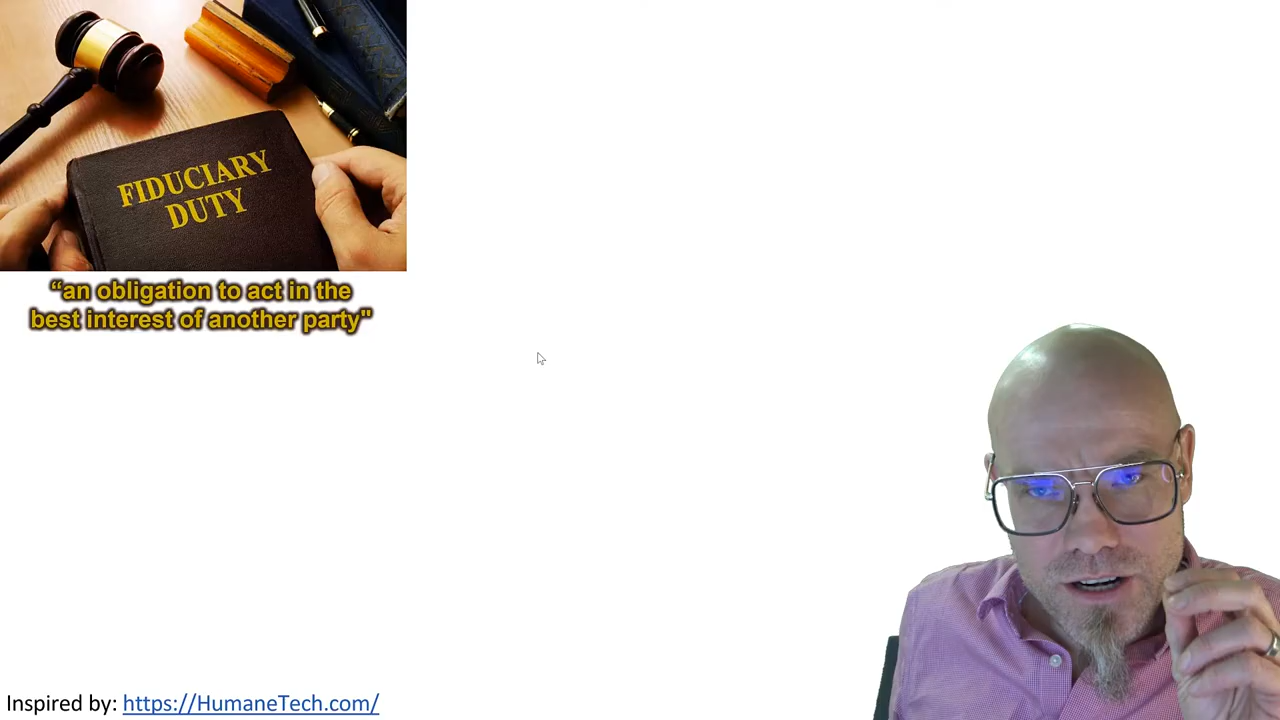 FIDUCIARY
DUTY
“an obligation to act in the
best interest of another party"
Inspired by: https://HumaneTech.com/